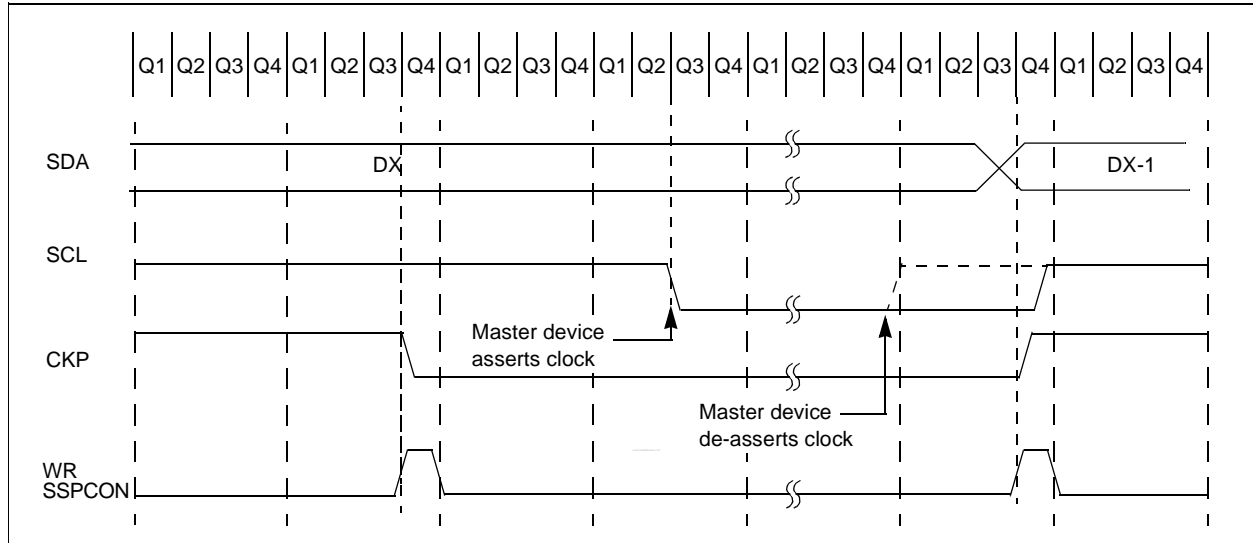 Q1 Q2 Q3 Q4 Q1 Q2 Q3 Q4 Q1 Q2 Q3 Q4 Q1 Q2 Q3 Q4 Q1 Q2 Q3 Q4 Q1 Q2 Q3 Q4 Q1 Q2 Q3 Q4
SDA
DX
DX-1
SCL
Master device
asserts clock
CKP
Master device
de-asserts clock
WR
SSPCON